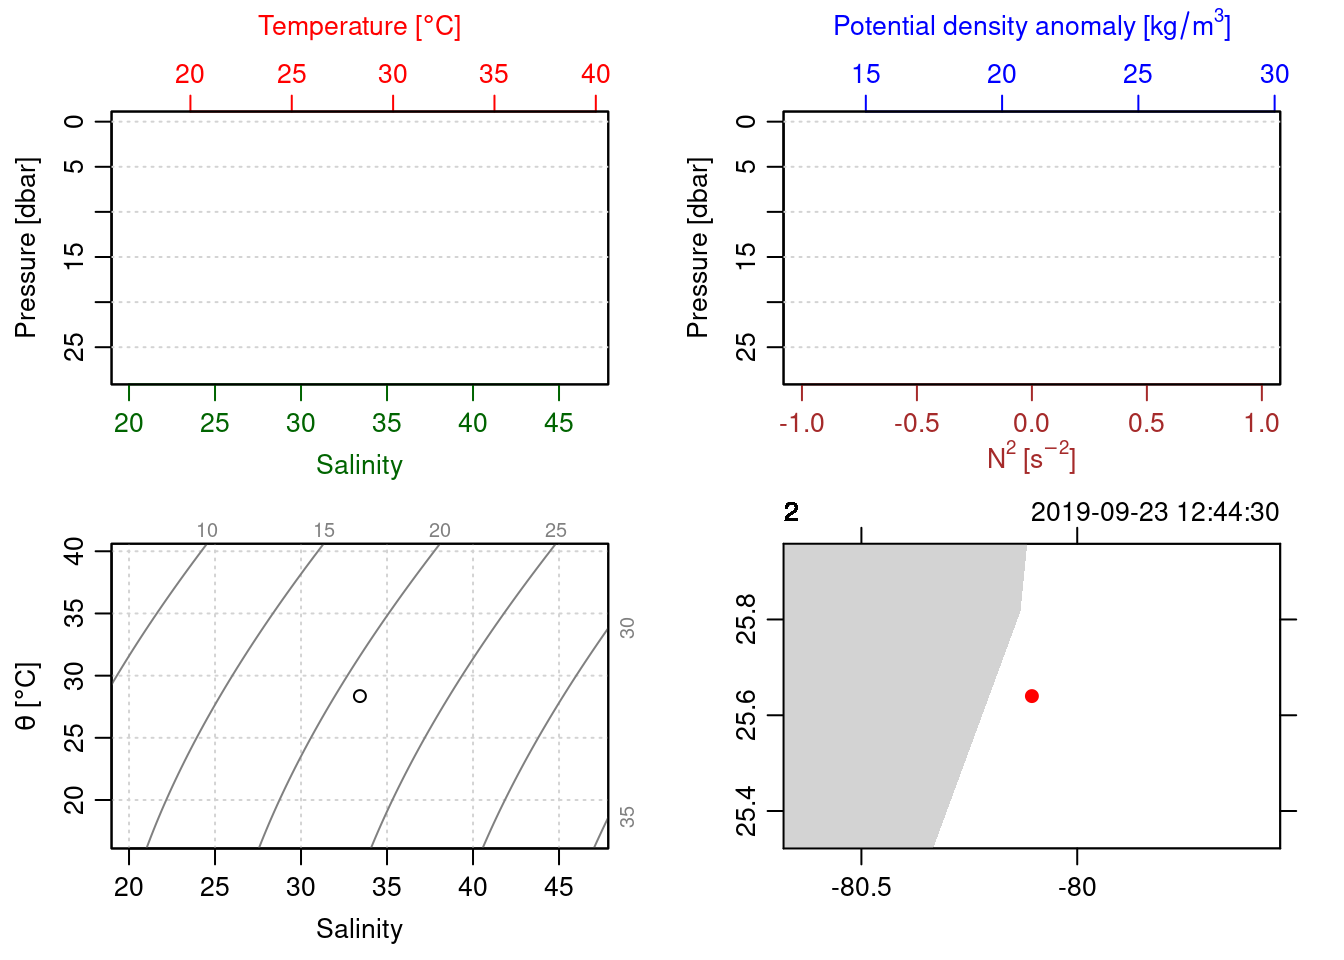 Temperature [°C]
20 25 30 35 40
Pressure [dbar]
0
5
15
25
20 25 30 35 40 45
Salinity
Potential density anomaly [kg/m³]
15 20 25 30
Pressure [dbar]
0
5
15
25
-1.0 -0.5 0.0 0.5 1.0
N² [s⁻²]
10 15 20 25
θ [°C]
40
35
30
25
20
30
35
20 25 30 35 40 45
Salinity
2 2019-09-23 12:44:30
25.8
25.6
25.4
-80.5 -80